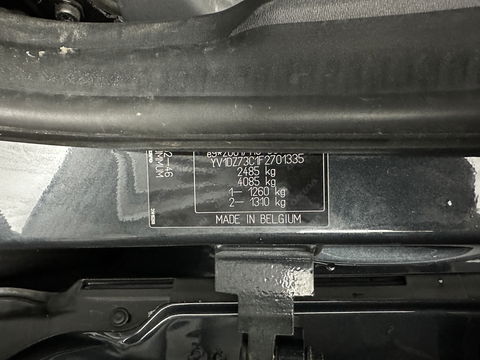 YV1DZ73C1F2701335
2485 kg
4085 kg
1– 1260 kg
2– 1310 kg
MADE IN BELGIUM